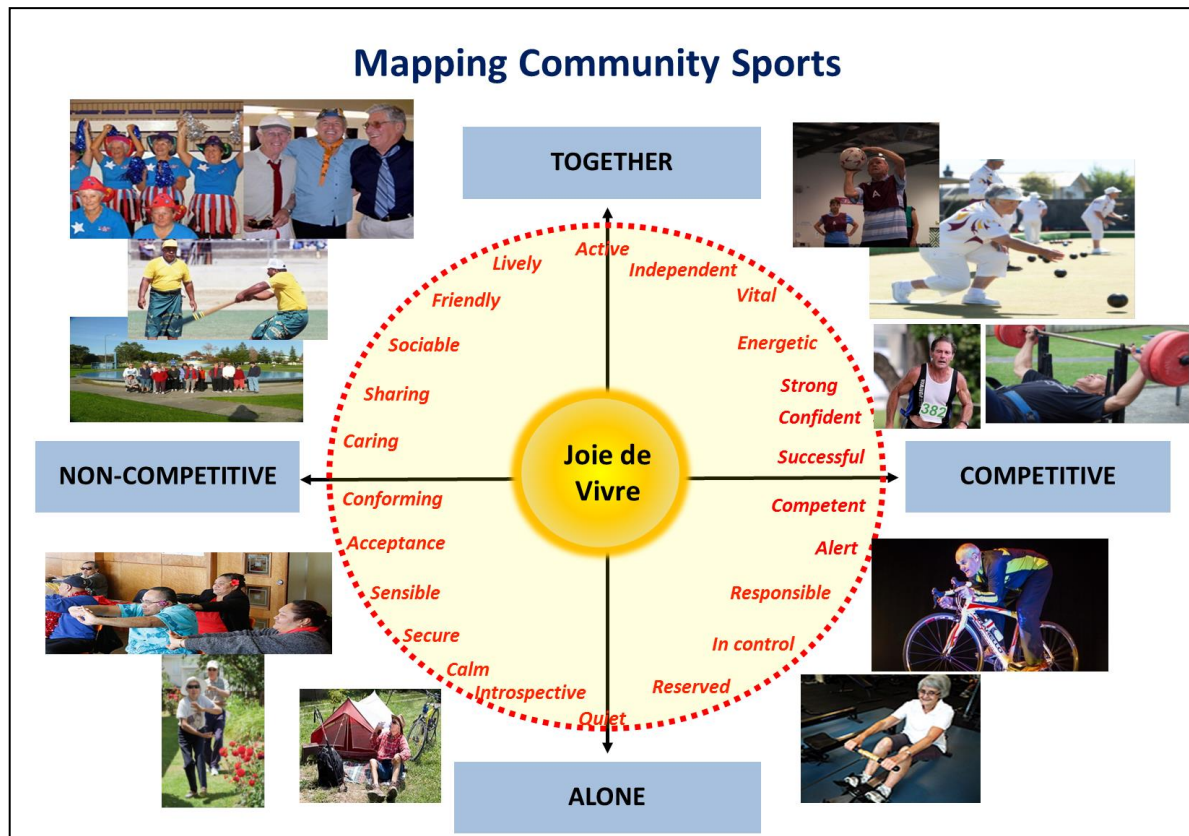 Mapping Community Sports
TOGETHER
Active
Lively
Independent
Friendly
Vital
Sociable
Energetic
Sharing
Strong
Confident
Caring
Successful
NON-COMPETITIVE
Joie de
Vivre
COMPETITIVE
Conforming
Competent
Acceptance
Alert
Sensible
Responsible
Secure
In control
Calm
Introspective
Reserved
Quiet
ALONE
A
382